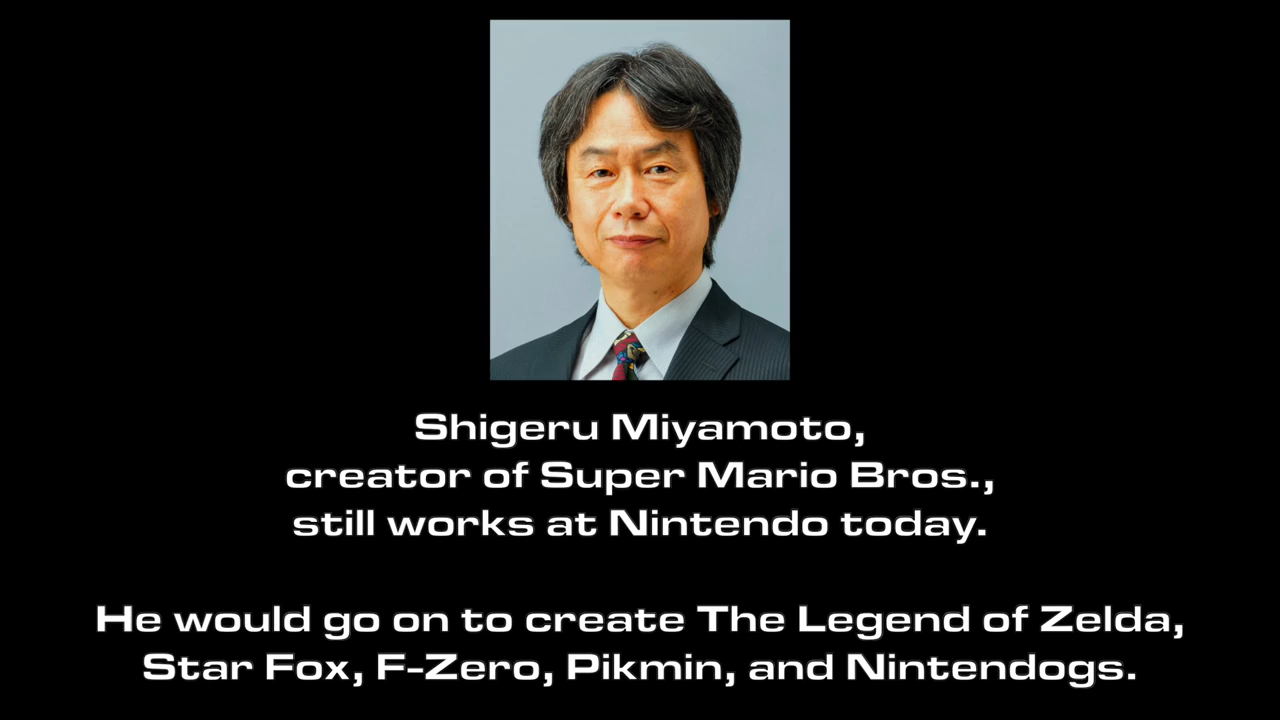 Shigeru Miyamoto,
creator of Super Mario Bros.,
still works at Nintendo today.
He would go on to create The Legend of Zelda,
Star Fox, F-Zero, Pikmin, and Nintendogs.